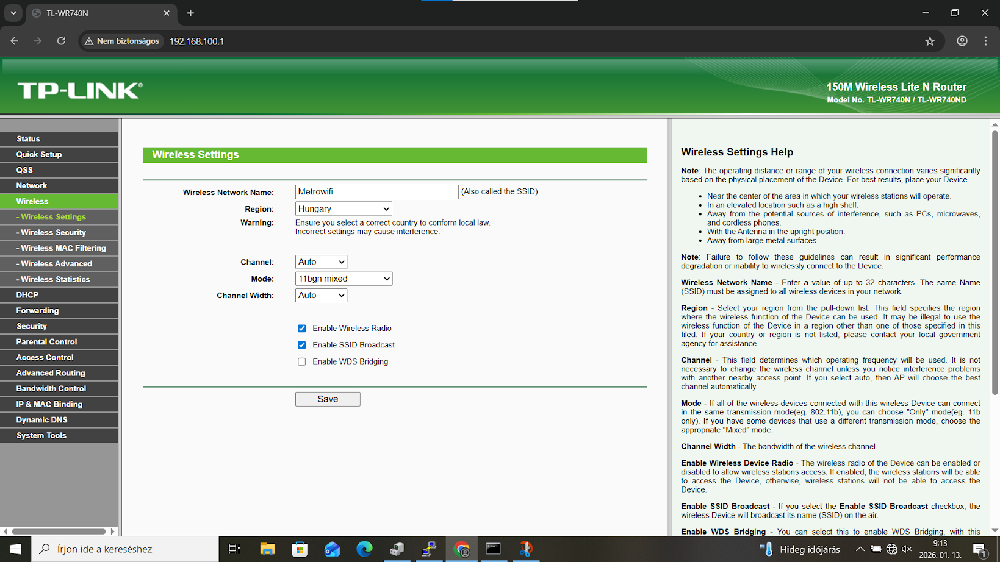 TL-WR740N
Nem biztonságos
192.168.100.1
TP-LINK®
150M Wireless Lite N Router
Model No. TL-WR740N / TL-WR740ND
Status
Quick Setup
QSS
Network
Wireless
- Wireless Settings
- Wireless Security
- Wireless MAC Filtering
- Wireless Advanced
- Wireless Statistics
DHCP
Forwarding
Security
Parental Control
Access Control
Advanced Routing
Bandwidth Control
IP & MAC Binding
Dynamic DNS
System Tools
Wireless Settings
Wireless Network Name: Metrowifi (Also called the SSID)
Region: Hungary
Warning: Ensure you select a correct country to conform local law.
Incorrect settings may cause interference.
Channel: Auto
Mode: 11bgn mixed
Channel Width: Auto
Enable Wireless Radio
Enable SSID Broadcast
Enable WDS Bridging
Save
Wireless Settings Help
Note: The operating distance or range of your wireless connection varies significantly
based on the physical placement of the Device. For best results, place your Device.
• Near the center of the area in which your wireless stations will operate.
• In an elevated location such as a high shelf.
• Away from the potential sources of interference, such as PCs, microwaves,
and cordless phones.
• With the Antenna in the upright position.
• Away from large metal surfaces.
Note: Failure to follow these guidelines can result in significant performance
degradation or inability to wirelessly connect to the Device.
Wireless Network Name - Enter a value of up to 32 characters. The same Name
(SSID) must be assigned to all wireless devices in your network.
Region - Select your region from the pull-down list. This field specifies the region
where the wireless function of the Device can be used. It may be illegal to use the
wireless function of the Device in a region other than one of those specified in this
filed. If your country or region is not listed, please contact your local government
agency for assistance.
Channel - This field determines which operating frequency will be used. It is not
necessary to change the wireless channel unless you notice interference problems
with another nearby access point. If you select auto, then AP will choose the best
channel automatically.
Mode - If all of the wireless devices connected with this wireless Device can connect
in the same transmission mode(eg. 802.11b), you can choose "Only" mode(eg. 11b
only). If you have some devices that use a different transmission mode, choose the
appropriate "Mixed" mode.
Channel Width - The bandwidth of the wireless channel.
Enable Wireless Device Radio - The wireless radio of the Device can be enabled or
disabled to allow wireless stations access. If enabled, the wireless stations will be able
to access the Device, otherwise, wireless stations will not be able to access the
Device.
Enable SSID Broadcast - If you select the Enable SSID Broadcast checkbox, the
wireless Device will broadcast its name (SSID) on the air.
Enable WDS Bridging - You can select this to enable WDS Bridging, with this
Írjon ide a kereséshez
Hideg időjárás
9:13
2026. 01. 13.
1